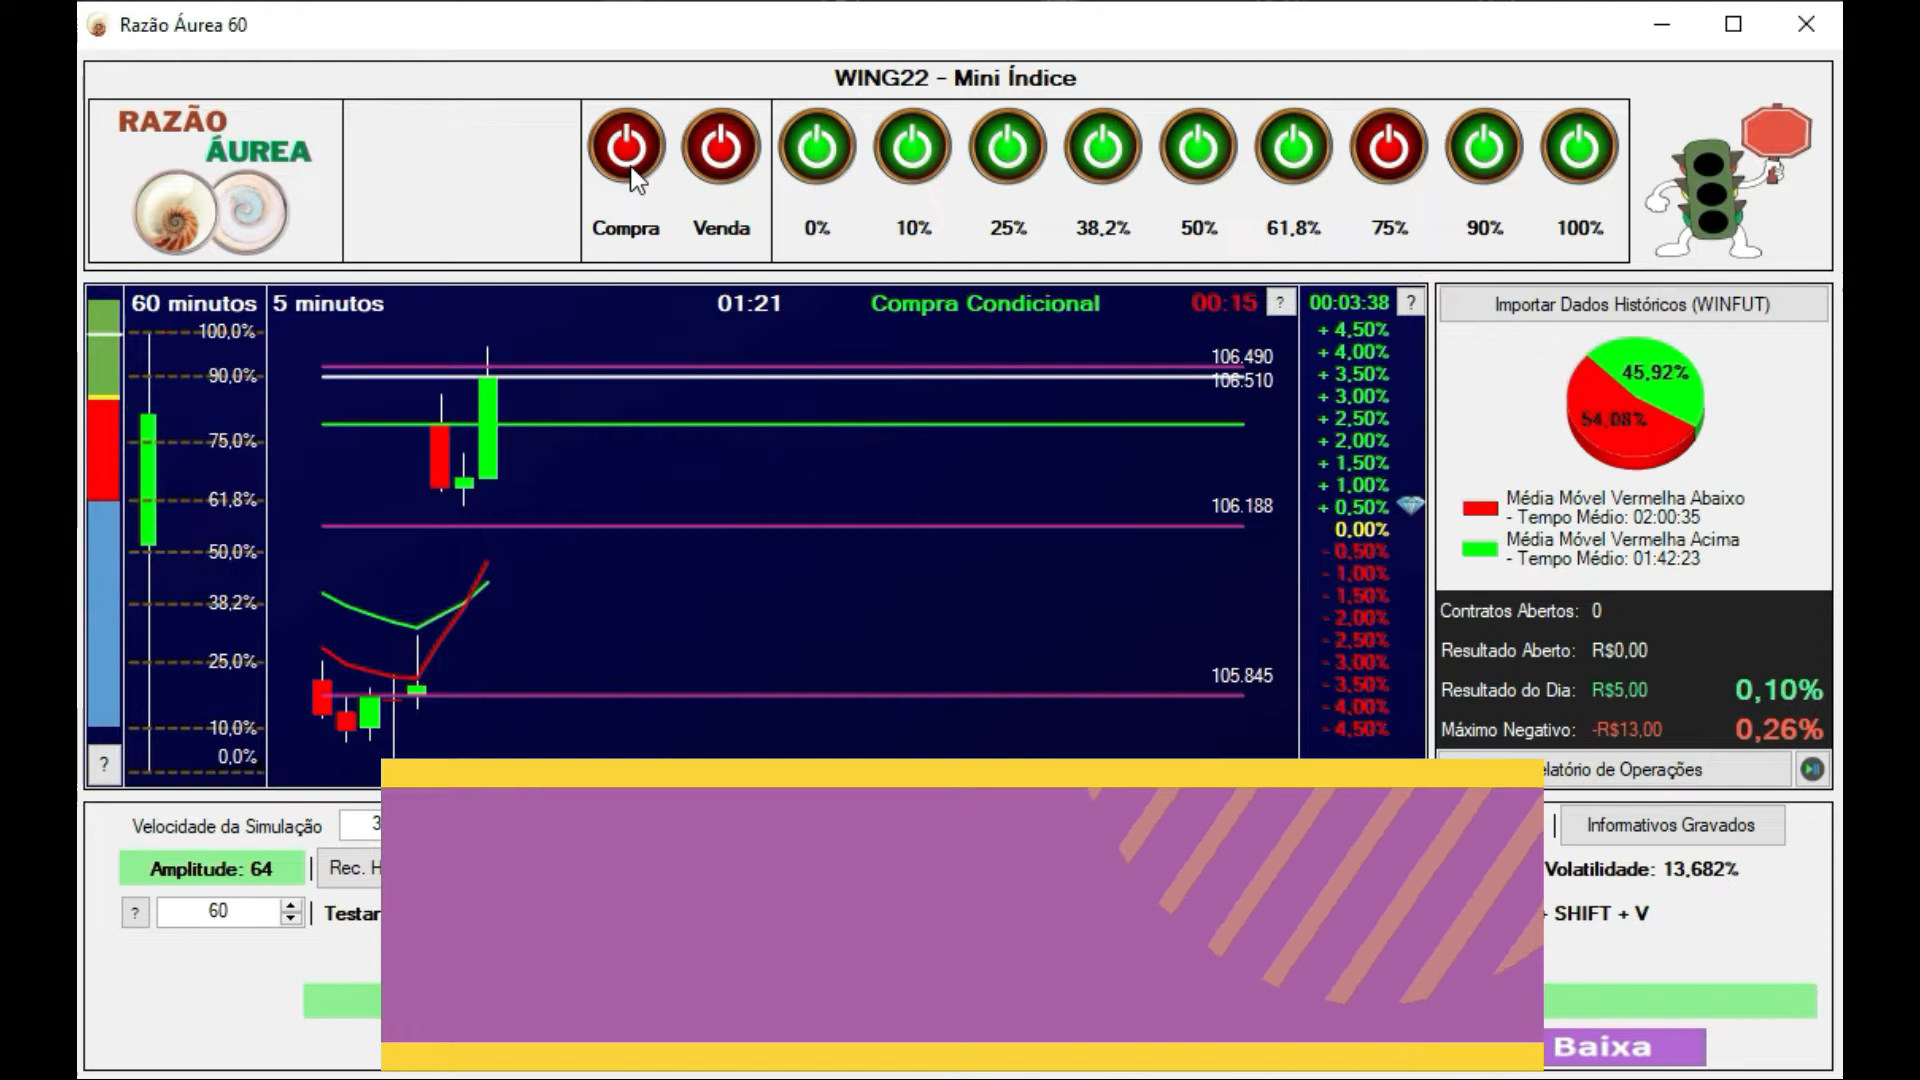 Razão Áurea 60
WING22 - Mini Índice
RAZÃO
ÁUREA
Compra
Venda
0%
10%
25%
38,2%
50%
61,8%
75%
90%
100%
60 minutos
5 minutos
01:21
Compra Condicional
00:15
?
00:03:38
?
100,0%
90,0%
75,0%
61,8%
50,0%
38,2%
25,0%
10,0%
0,0%
?
106.490
106.510
106.188
105.845
+ 4,50%
+ 4,00%
+ 3,50%
+ 3,00%
+ 2,50%
+ 2,00%
+ 1,50%
+ 1,00%
+ 0,50%
0,00%
- 0,50%
- 1,00%
- 1,50%
- 2,00%
- 2,50%
- 3,00%
- 3,50%
- 4,00%
- 4,50%
Importar Dados Históricos (WINFUT)
45,92%
54,08%
Média Móvel Vermelha Abaixo
- Tempo Médio: 02:00:35
Média Móvel Vermelha Acima
- Tempo Médio: 01:42:23
Contratos Abertos: 0
Resultado Aberto: R$0,00
Resultado do Dia: R$5,00 0,10%
Máximo Negativo: -R$13,00 0,26%
elatório de Operações
Velocidade da Simulação 3
| Informativos Gravados
Amplitude: 64 | Rec. H
Volatilidade: 13,682%
? 60 | Testar
SHIFT + V
Baixa